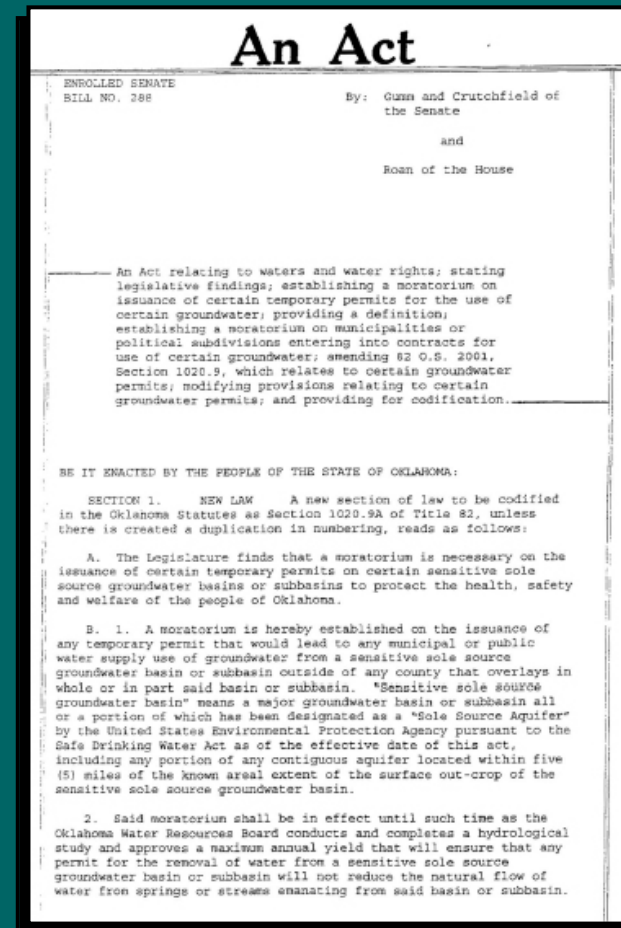 An Act
ENROLLED SENATE
BILL NO. 288
By: Gumm and Crutchfield of
the Senate
and
Roan of the House
An Act relating to waters and water rights; stating
legislative findings; establishing a moratorium on
issuance of certain temporary permits for the use of
certain groundwater; providing a definition;
establishing a moratorium on municipalities or
political subdivisions entering into contracts for
use of certain groundwater; amending 82 O.S. 2001,
Section 1020.9, which relates to certain groundwater
permits; modifying provisions relating to certain
groundwater permits; and providing for codification.
BE IT ENACTED BY THE PEOPLE OF THE STATE OF OKLAHOMA:
SECTION 1. NEW LAW A new section of law to be codified
in the Oklahoma Statutes as Section 1020.9A of Title 82, unless
there is created a duplication in numbering, reads as follows:
A. The Legislature finds that a moratorium is necessary on the
issuance of certain temporary permits on certain sensitive sole
source groundwater basins or subbasins to protect the health, safety
and welfare of the people of Oklahoma.
B. 1. A moratorium is hereby established on the issuance of
any temporary permit that would lead to any municipal or public
water supply use of groundwater from a sensitive sole source
groundwater basin or subbasin outside of any county that overlays in
whole or in part said basin or subbasin. "Sensitive sole source
groundwater basin" means a major groundwater basin or subbasin all
or a portion of which has been designated as a "Sole Source Aquifer"
by the United States Environmental Protection Agency pursuant to the
Safe Drinking Water Act as of the effective date of this act,
including any portion of any contiguous aquifer located within five
(5) miles of the known areal extent of the surface out-crop of the
sensitive sole source groundwater basin.
2. Said moratorium shall be in effect until such time as the
Oklahoma Water Resources Board conducts and completes a hydrological
study and approves a maximum annual yield that will ensure that any
permit for the removal of water from a sensitive sole source
groundwater basin or subbasin will not reduce the natural flow of
water from springs or streams emanating from said basin or subbasin.